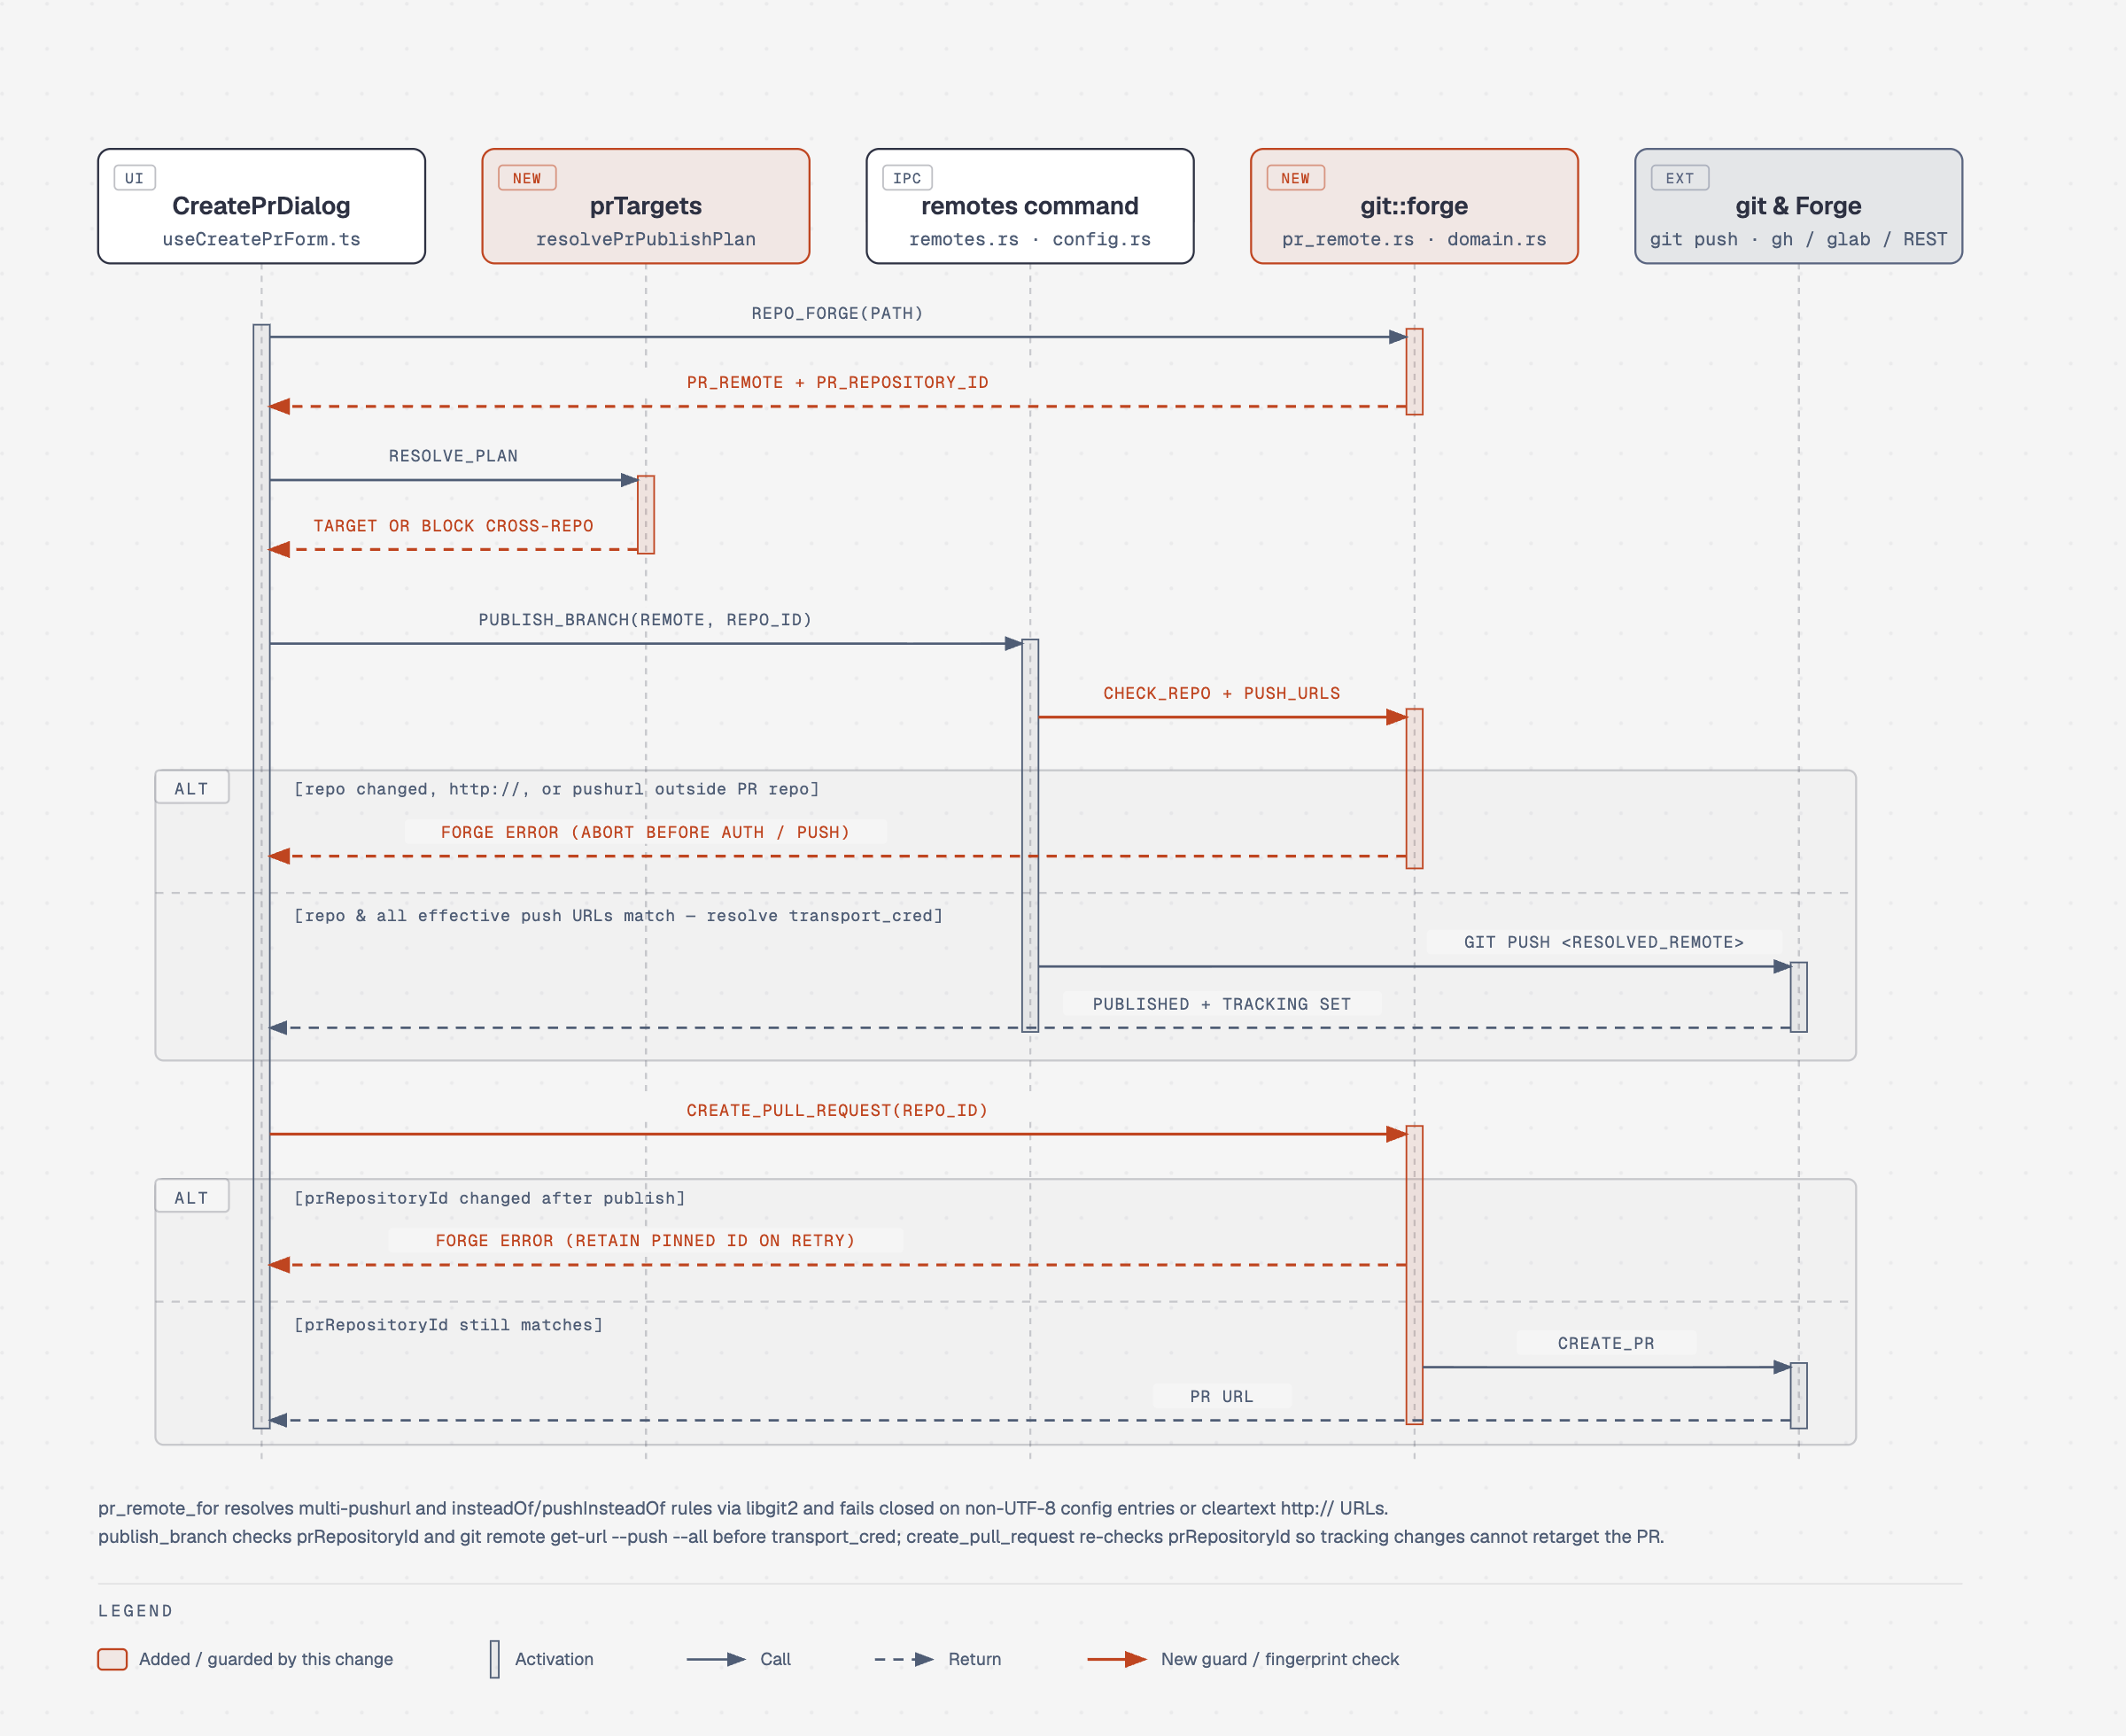 UI
CreatePrDialog
useCreatePrForm.ts
NEW
prTargets
resolvePrPublishPlan
IPC
remotes command
remotes.rs · config.rs
NEW
git::forge
pr_remote.rs · domain.rs
EXT
git & Forge
git push · gh / glab / REST
REPO_FORGE(PATH)
PR_REMOTE + PR_REPOSITORY_ID
RESOLVE_PLAN
TARGET OR BLOCK CROSS-REPO
PUBLISH_BRANCH(REMOTE, REPO_ID)
CHECK_REPO + PUSH_URLS
ALT
[repo changed, http://, or pushurl outside PR repo]
FORGE ERROR (ABORT BEFORE AUTH / PUSH)
[repo & all effective push URLs match — resolve transport_cred]
GIT PUSH <RESOLVED_REMOTE>
PUBLISHED + TRACKING SET
CREATE_PULL_REQUEST(REPO_ID)
ALT
[prRepositoryId changed after publish]
FORGE ERROR (RETAIN PINNED ID ON RETRY)
[prRepositoryId still matches]
CREATE_PR
PR URL
pr_remote_for resolves multi-pushurl and insteadOf/pushInsteadOf rules via libgit2 and fails closed on non-UTF-8 config entries or cleartext http:// URLs.
publish_branch checks prRepositoryId and git remote get-url --push --all before transport_cred; create_pull_request re-checks prRepositoryId so tracking changes cannot retarget the PR.
LEGEND
Added / guarded by this change
Activation
Call
Return
New guard / fingerprint check